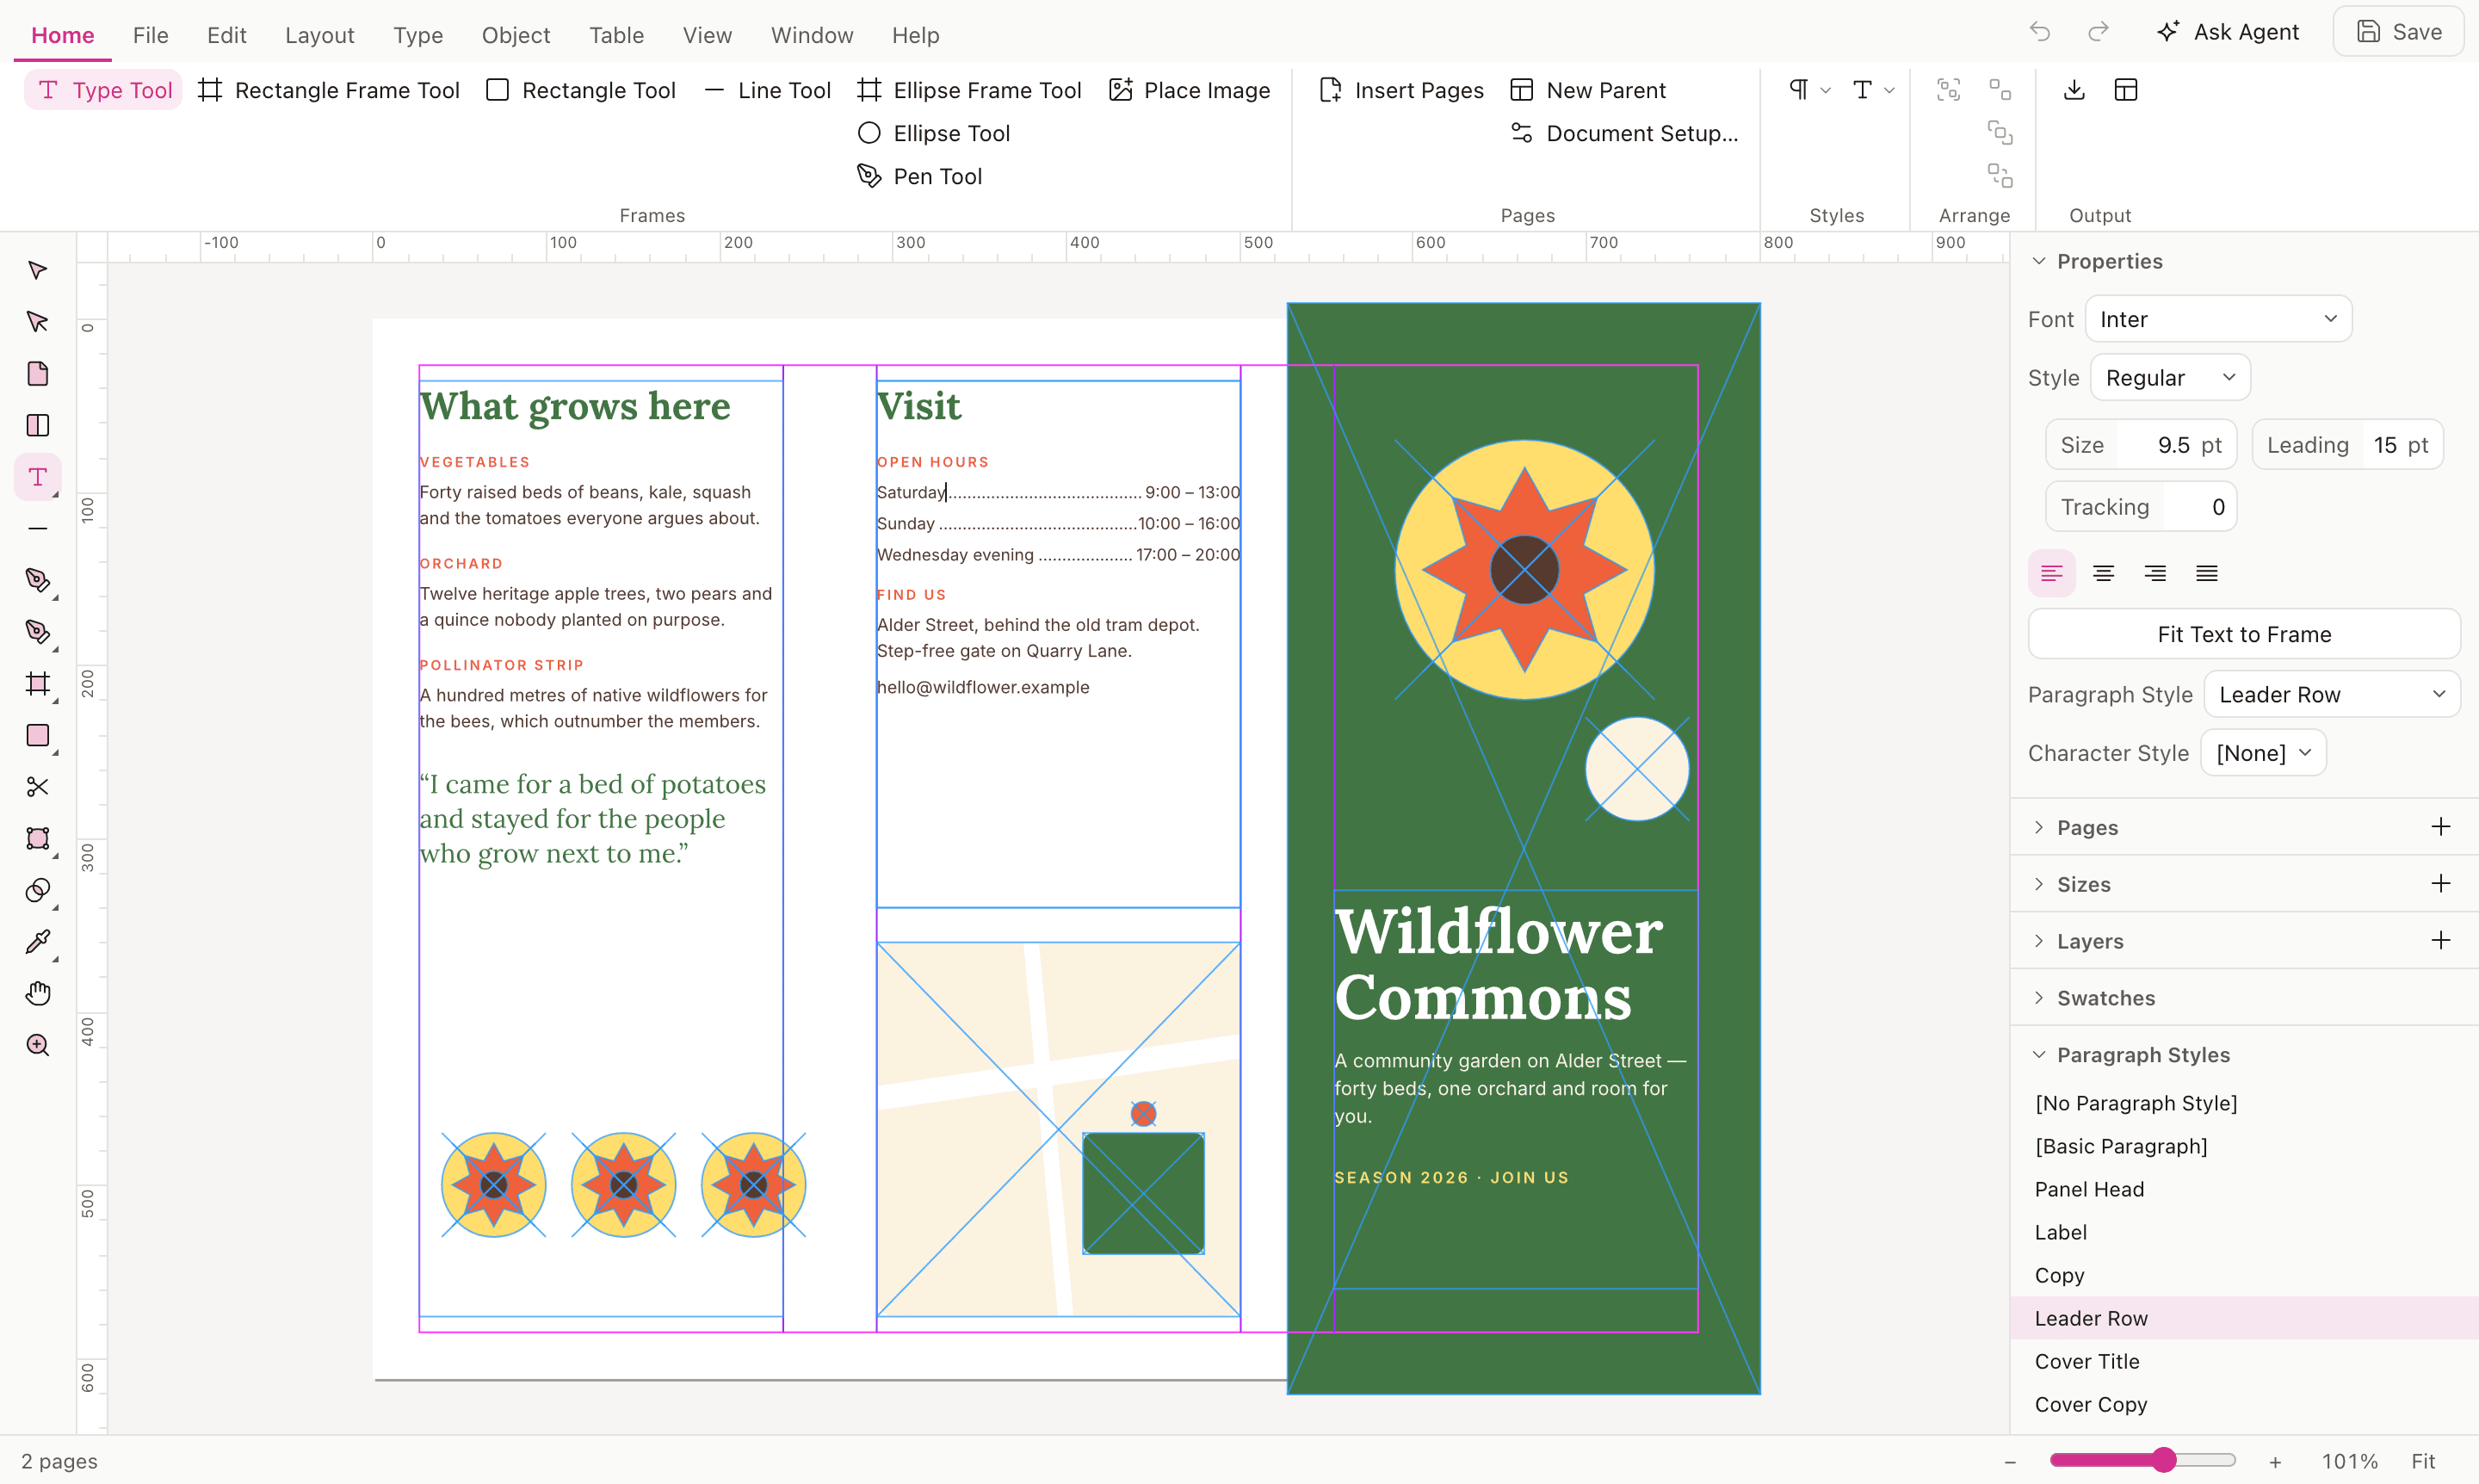 Home File Edit Layout Type Object Table View Window Help
Ask Agent Save
Type Tool Rectangle Frame Tool Rectangle Tool Line Tool Ellipse Frame Tool Place Image
Ellipse Tool
Pen Tool
Frames
Insert Pages New Parent
Document Setup...
Pages
Styles
Arrange
Output
-100 0 100 200 300 400 500 600 700 800 900
0
100
200
300
400
500
600
What grows here
VEGETABLES
Forty raised beds of beans, kale, squash
and the tomatoes everyone argues about.
ORCHARD
Twelve heritage apple trees, two pears and
a quince nobody planted on purpose.
POLLINATOR STRIP
A hundred metres of native wildflowers for
the bees, which outnumber the members.
“I came for a bed of potatoes
and stayed for the people
who grow next to me.”
Visit
OPEN HOURS
Saturday......................................... 9:00 – 13:00
Sunday ..........................................10:00 – 16:00
Wednesday evening .................... 17:00 – 20:00
FIND US
Alder Street, behind the old tram depot.
Step-free gate on Quarry Lane.
hello@wildflower.example
Wildflower
Commons
A community garden on Alder Street —
forty beds, one orchard and room for
you.
SEASON 2026 · JOIN US
Properties
Font Inter
Style Regular
Size 9.5 pt Leading 15 pt
Tracking 0
Fit Text to Frame
Paragraph Style Leader Row
Character Style [None]
Pages
Sizes
Layers
Swatches
Paragraph Styles
[No Paragraph Style]
[Basic Paragraph]
Panel Head
Label
Copy
Leader Row
Cover Title
Cover Copy
2 pages
101% Fit